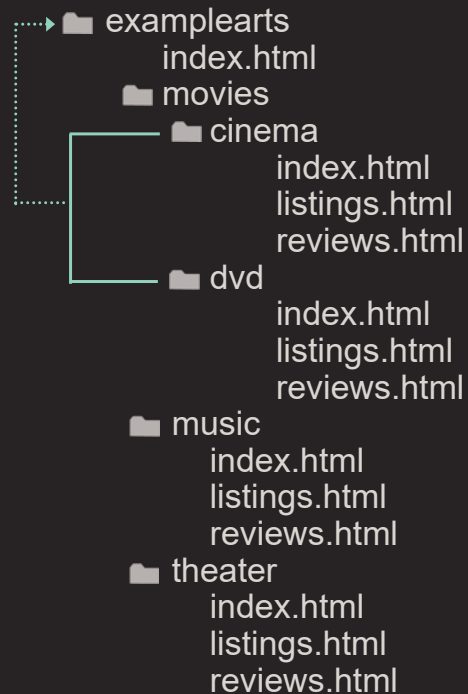 examplearts
index.html
movies
cinema
index.html
listings.html
reviews.html
dvd
index.html
listings.html
reviews.html
music
index.html
listings.html
reviews.html
theater
index.html
listings.html
reviews.html